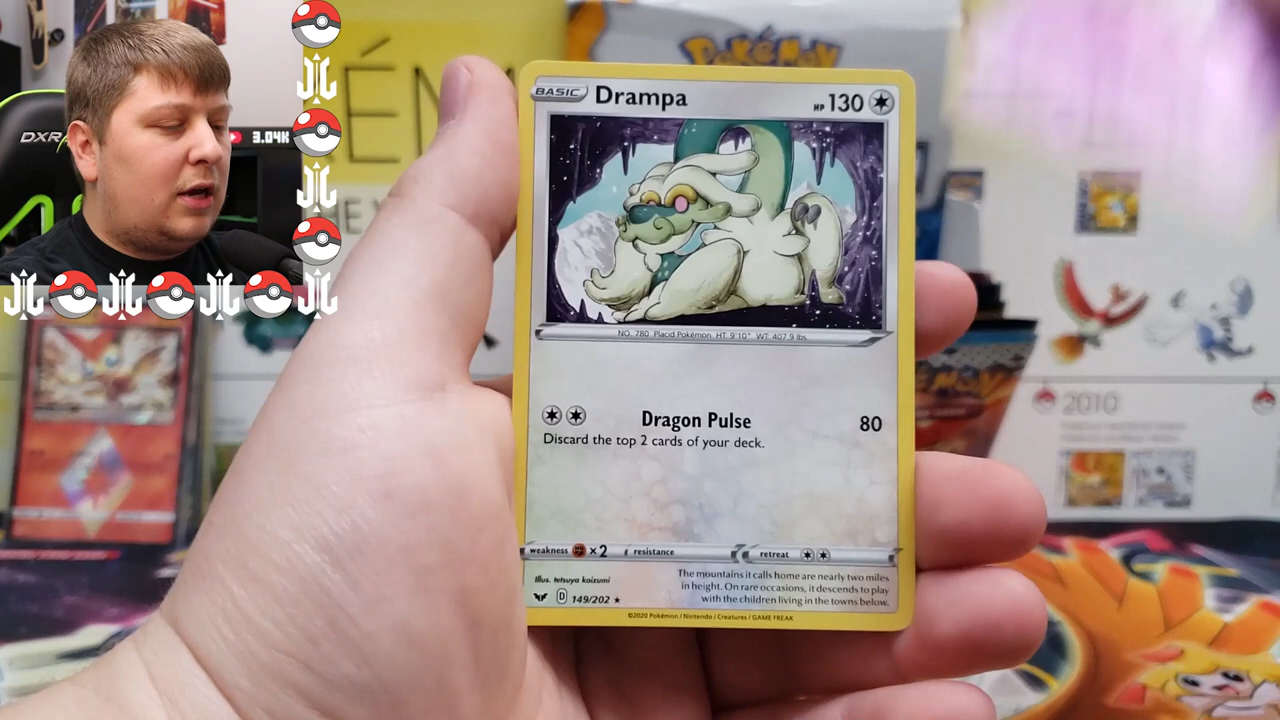 DXR
3.04K
POKÉMON
BASIC Drampa HP 130
NO. 780 Placid Pokémon HT 9'10" WT 407.9 lbs.
Dragon Pulse 80
Discard the top 2 cards of your deck.
weakness ×2 resistance retreat
Illus. tetsuya koizumi
The mountains it calls home are nearly two miles
in height. On rare occasions, it descends to play
with the children living in the towns below.
D 149/202 ★
©2020 Pokémon / Nintendo / Creatures / GAME FREAK
2010